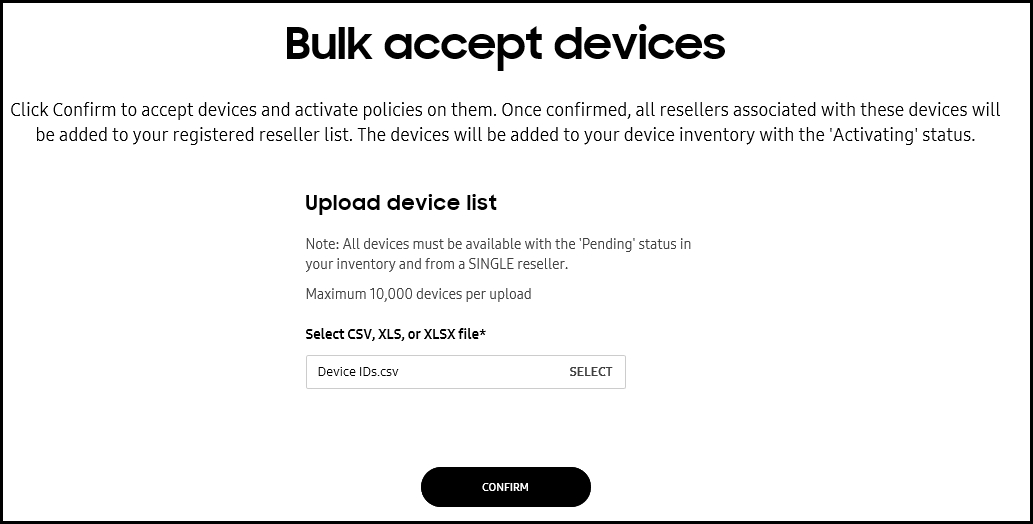 Bulk accept devices
Click Confirm to accept devices and activate policies on them. Once confirmed, all resellers associated with these devices will
be added to your registered reseller list. The devices will be added to your device inventory with the 'Activating' status.
Upload device list
Note: All devices must be available with the 'Pending' status in
your inventory and from a SINGLE reseller.
Maximum 10,000 devices per upload
Select CSV, XLS, or XLSX file*
Device IDs.csv SELECT
CONFIRM